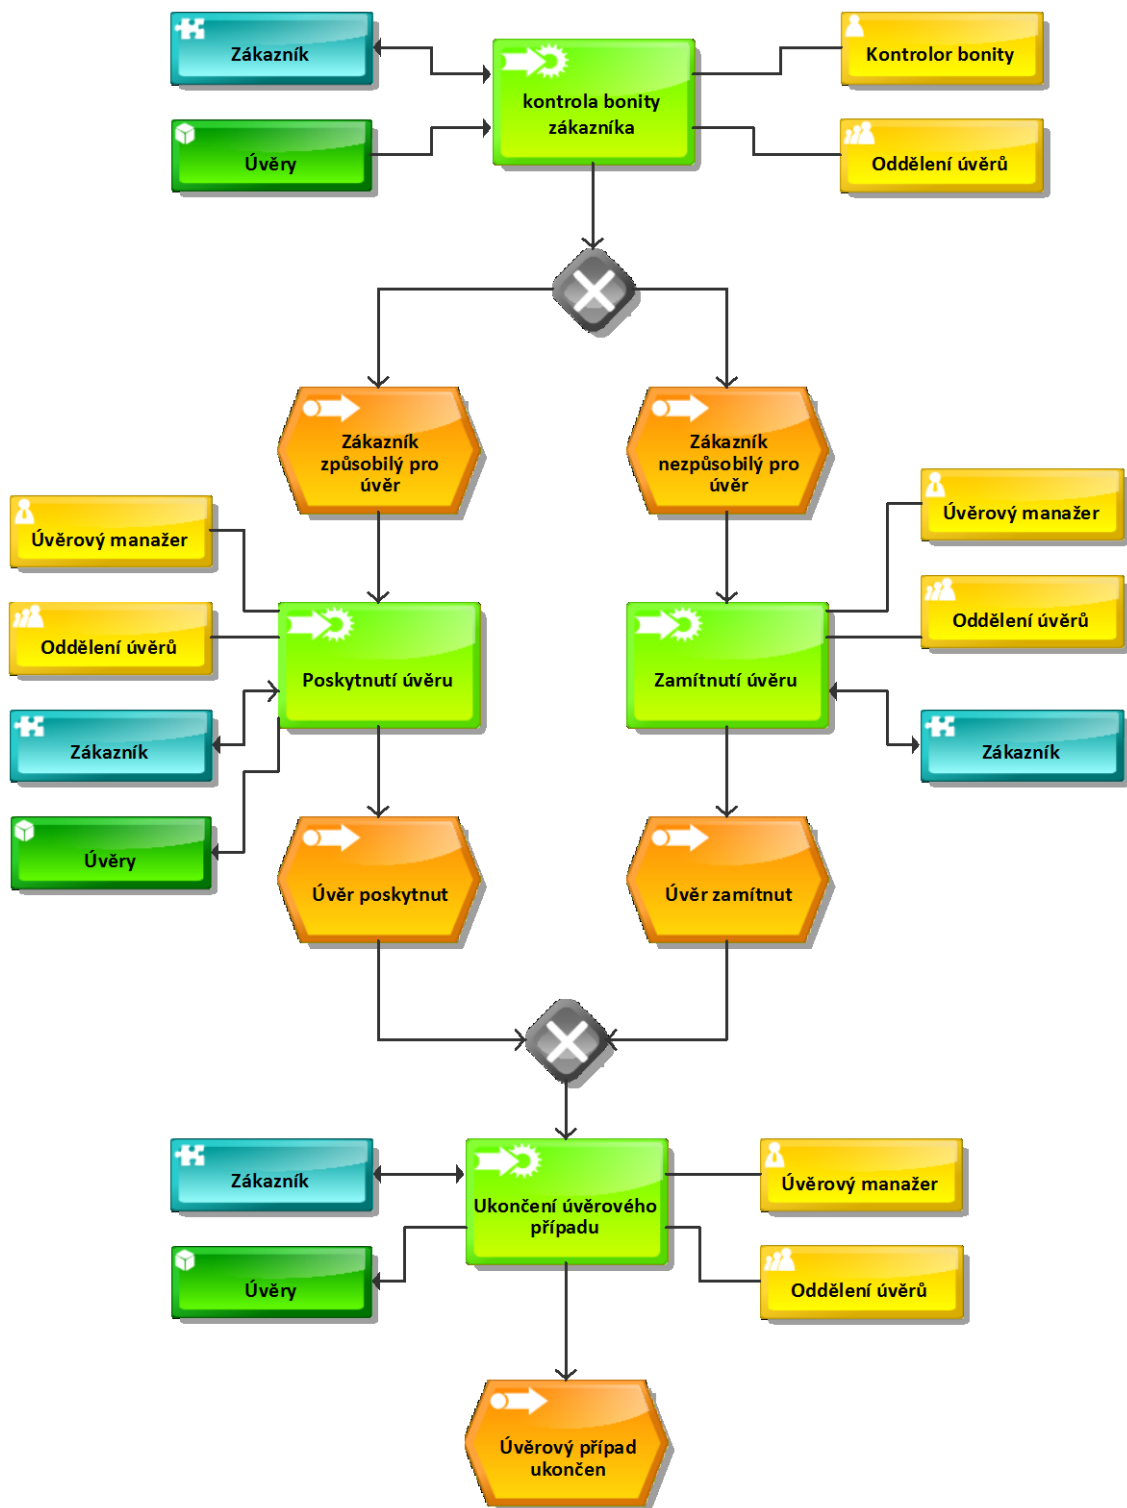 Zákazník
Kontrolor bonity
kontrola bonity
zákazníka
Úvěry
Oddělení úvěrů
Zákazník
způsobilý pro
úvěr
Zákazník
nezpůsobilý pro
úvěr
Úvěrový manažer
Úvěrový manažer
Oddělení úvěrů
Oddělení úvěrů
Poskytnutí úvěru
Zamítnutí úvěru
Zákazník
Zákazník
Úvěry
Úvěr poskytnut
Úvěr zamítnut
Zákazník
Úvěrový manažer
Ukončení úvěrového
případu
Úvěry
Oddělení úvěrů
Úvěrový případ
ukončen